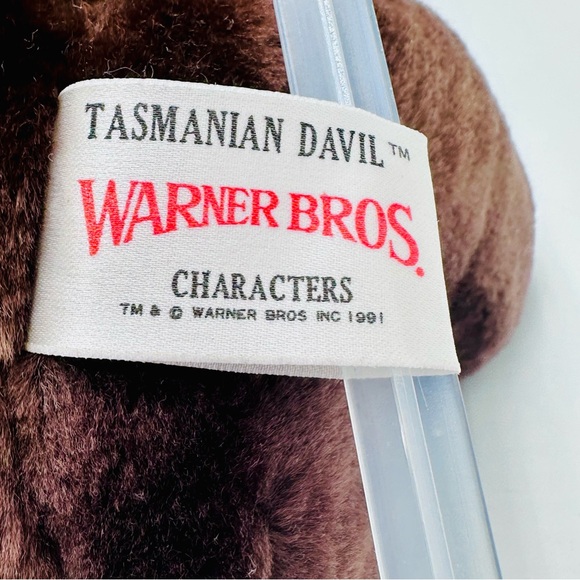 TASMANIAN DAVIL™
WARNER BROS.
CHARACTERS
TM & © WARNER BROS INC 1991